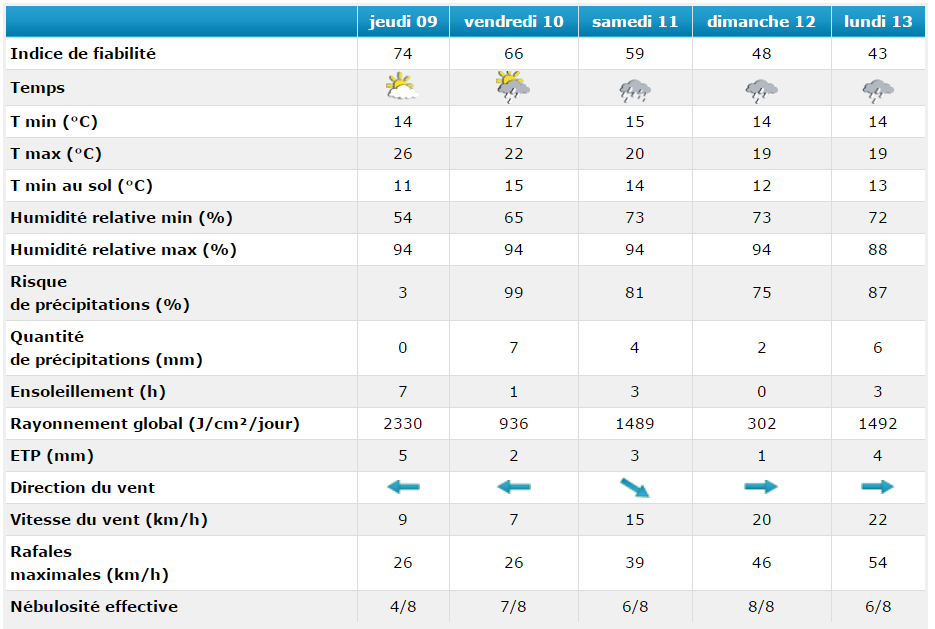 jeudi 09 vendredi 10 samedi 11 dimanche 12 lundi 13
Indice de fiabilité 74 66 59 48 43
Temps
T min (°C) 14 17 15 14 14
T max (°C) 26 22 20 19 19
T min au sol (°C) 11 15 14 12 13
Humidité relative min (%) 54 65 73 73 72
Humidité relative max (%) 94 94 94 94 88
Risque
de précipitations (%) 3 99 81 75 87
Quantité
de précipitations (mm) 0 7 4 2 6
Ensoleillement (h) 7 1 3 0 3
Rayonnement global (J/cm²/jour) 2330 936 1489 302 1492
ETP (mm) 5 2 3 1 4
Direction du vent
Vitesse du vent (km/h) 9 7 15 20 22
Rafales
maximales (km/h) 26 26 39 46 54
Nébulosité effective 4/8 7/8 6/8 8/8 6/8